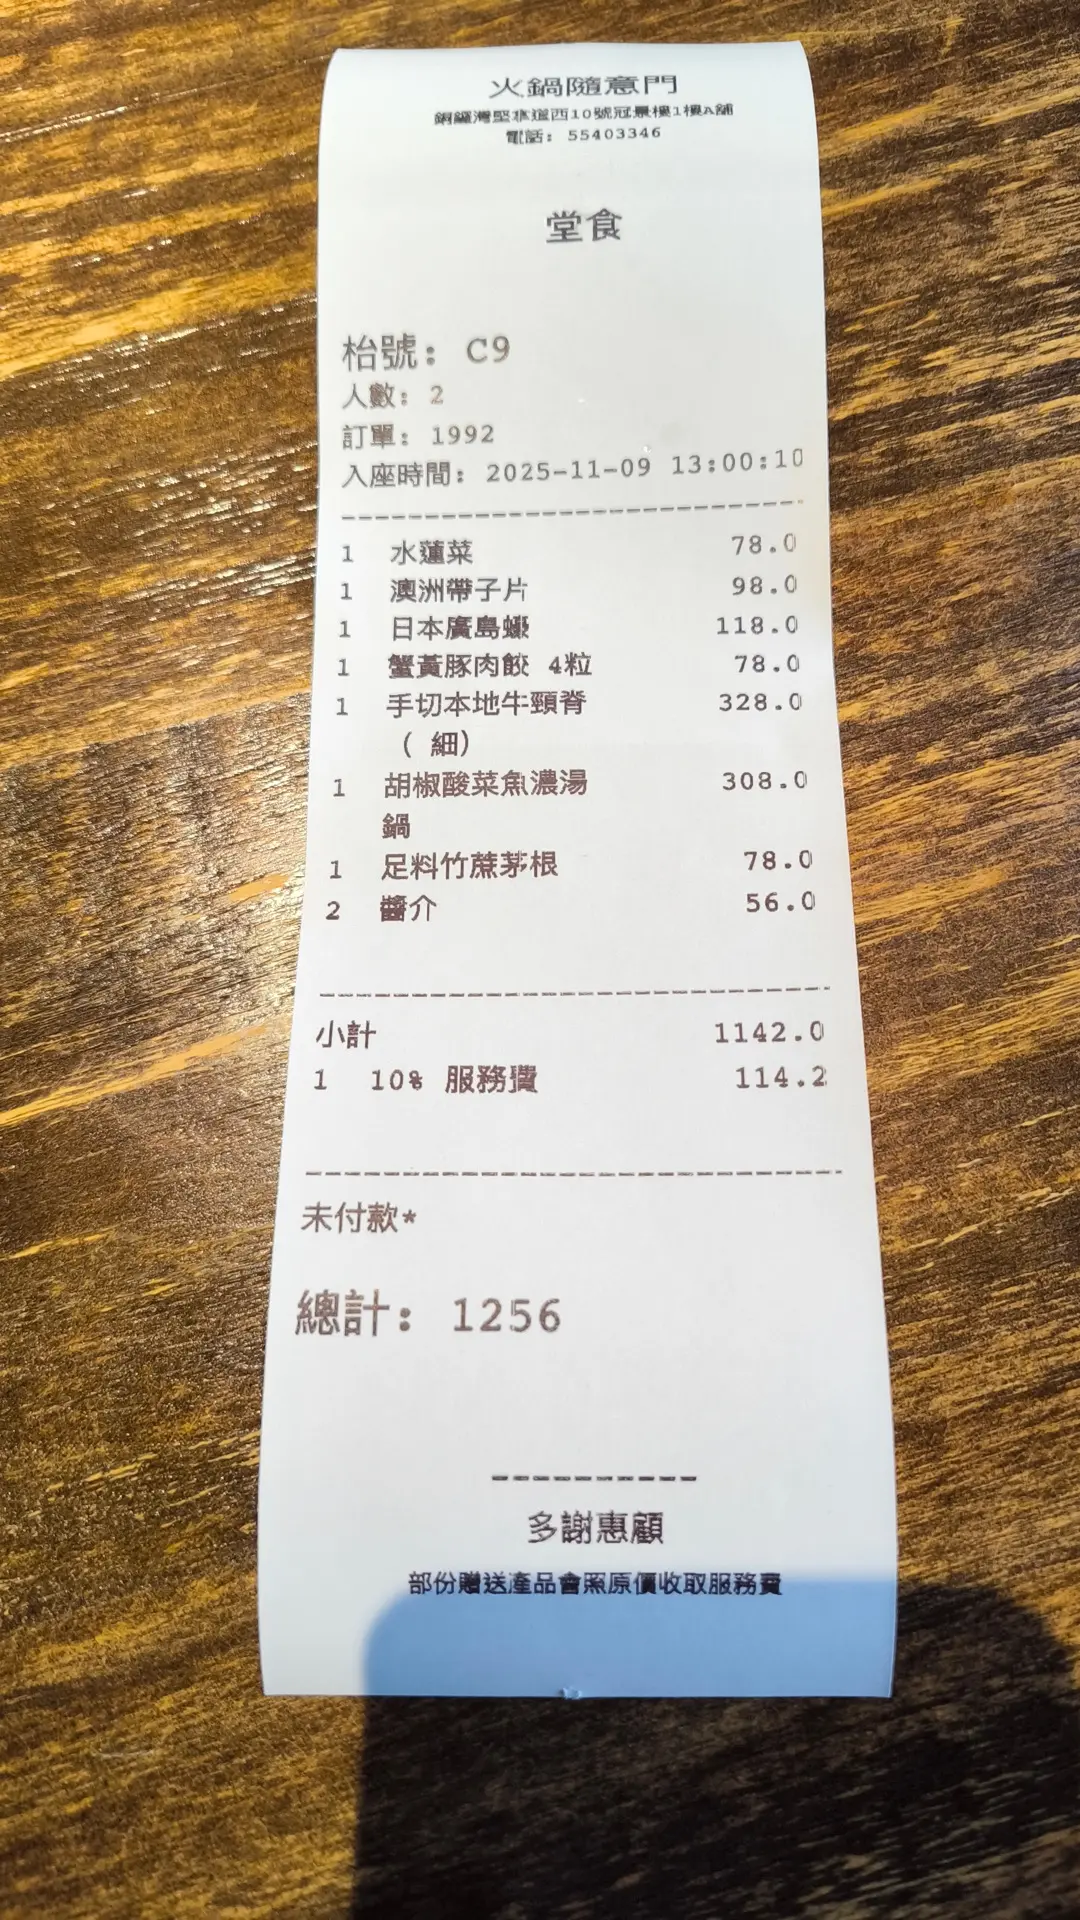 火鍋隨意門
銅鑼灣堅拿道西10號冠景樓1樓A舖
電話: 55403346
堂食
枱號: C9
人數: 2
訂單: 1992
入座時間: 2025-11-09 13:00:10
1 水蓮菜 78.0
1 澳洲帶子片 98.0
1 日本廣島蠔 118.0
1 蟹黃豚肉餃 4粒 78.0
1 手切本地牛頸脊 328.0
( 細)
1 胡椒酸菜魚濃湯 308.0
鍋
1 足料竹蔗茅根 78.0
2 醬介 56.0
小計 1142.0
1 10% 服務費 114.2
未付款*
總計: 1256
多謝惠顧
部份贈送產品會照原價收取服務費